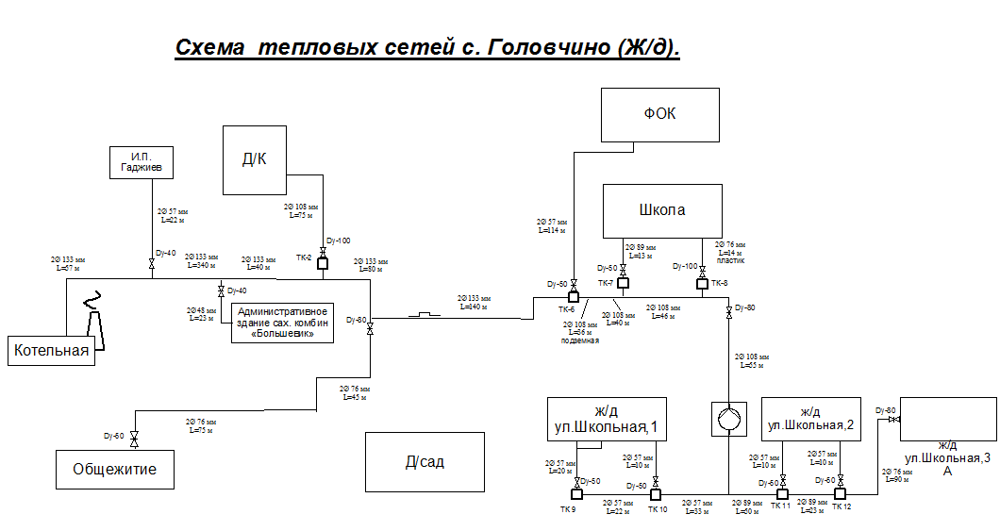 Схема тепловых сетей с. Головчино (Ж/д).
ФОК
И.П.
Гаджиев
Д/К
Школа
2Ø 57 мм
L=22 м
2Ø 108 мм
L=75 м
2Ø 57 мм
L=114 м
2Ø 89 мм
L=13 м
2Ø 76 мм
L=14 м
пластик
Dy-40
Dy-100
ТК-2
2Ø 133 мм
L=57 м
2Ø 133 мм
L=340 м
2Ø 133 мм
L=40 м
2Ø 133 мм
L=80 м
Dy-50
Dy-50
Dy-100
ТК-7
ТК-8
Dy-40
2Ø 48 мм
L=23 м
Административное
здание сах. комбин
«Большевик»
Dy-80
2Ø 133 мм
L=140 м
ТК-6
2Ø 108 мм
L=36 м
подземная
2Ø 108 мм
L=40 м
2Ø 108 мм
L=46 м
Dy-80
Котельная
2Ø 108 мм
L=55 м
2Ø 76 мм
L=45 м
2Ø 76 мм
L=75 м
Dy-50
Общежитие
Д/сад
ж/д
ул.Школьная,1
ж/д
ул.Школьная,2
Dy-80
ж/д
ул.Школьная,3
А
2Ø 57 мм
L=20 м
2Ø 57 мм
L=10 м
2Ø 57 мм
L=10 м
2Ø 57 мм
L=10 м
2Ø 76 мм
L=90 м
Dy-50
Dy-50
Dy-50
Dy-50
ТК 9
2Ø 57 мм
L=22 м
ТК 10
2Ø 57 мм
L=33 м
2Ø 89 мм
L=50 м
ТК 11
2Ø 89 мм
L=23 м
ТК 12